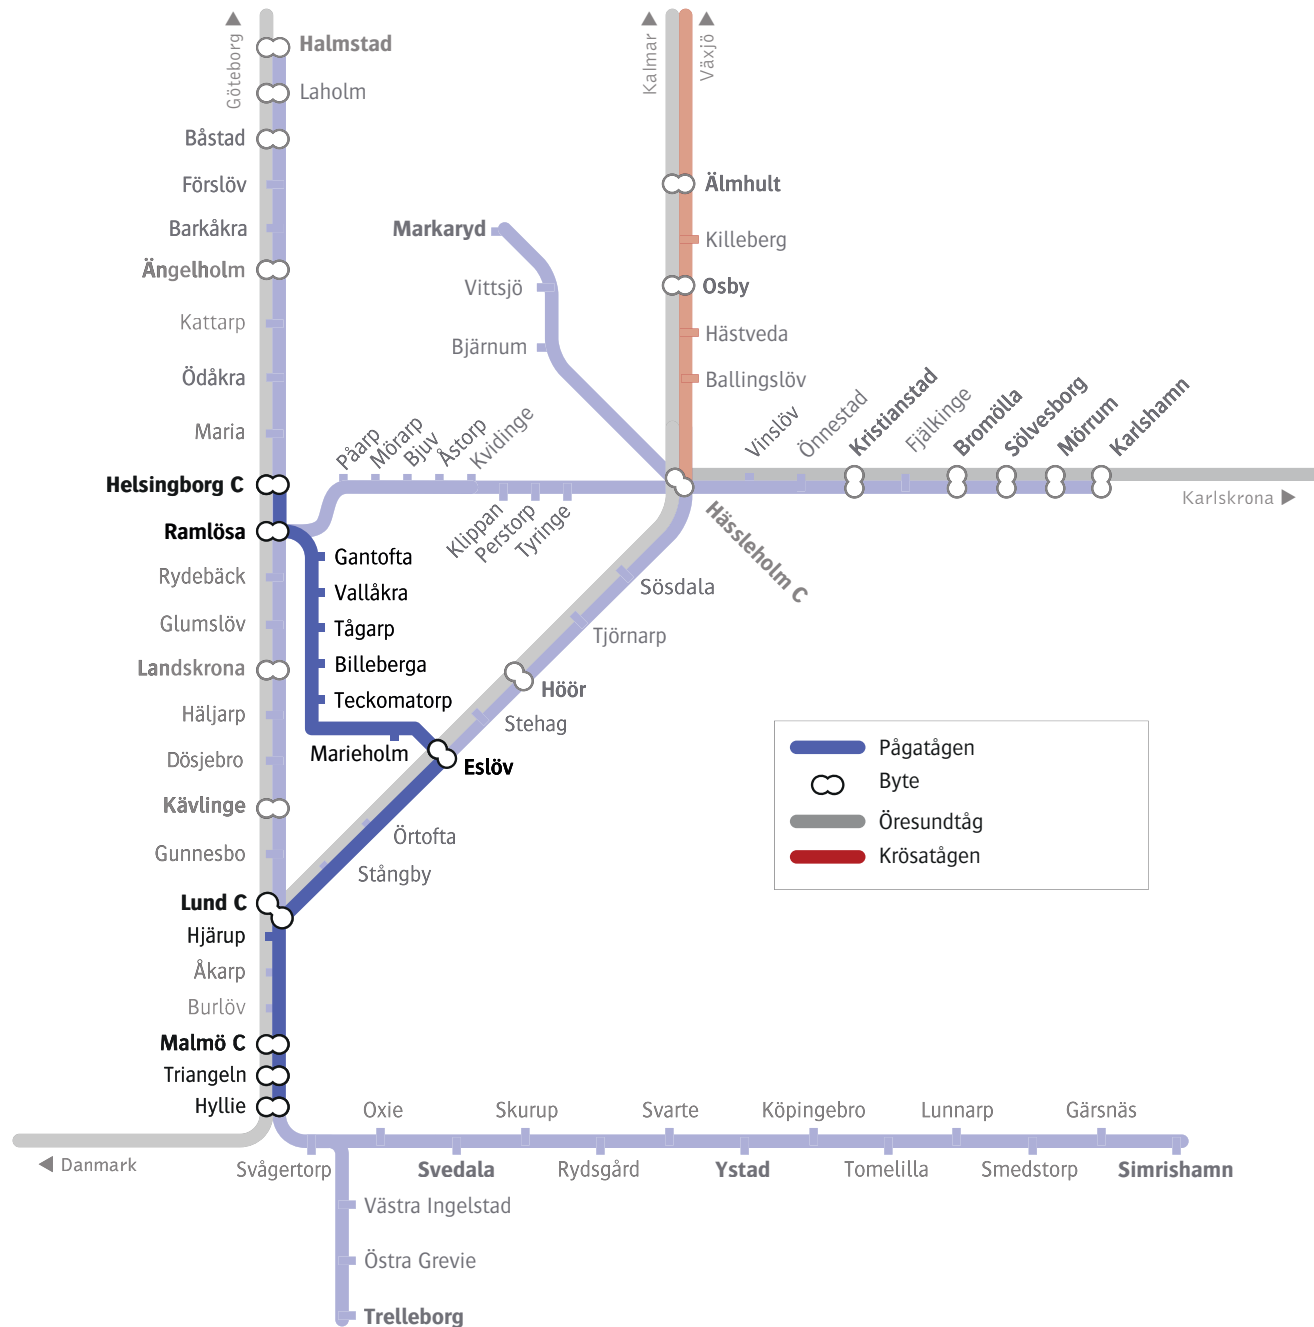 Göteborg
Halmstad
Laholm
Båstad
Förslöv
Barkåkra
Ängelholm
Kattarp
Ödåkra
Maria
Helsingborg C
Ramlösa
Rydebäck
Glumslöv
Landskrona
Häljarp
Dösjebro
Kävlinge
Gunnesbo
Lund C
Hjärup
Åkarp
Burlöv
Malmö C
Triangeln
Hyllie
Danmark
Markaryd
Vittsjö
Bjärnum
Kalmar
Växjö
Älmhult
Killeberg
Osby
Hästveda
Ballingslöv
Påarp
Mörarp
Bjuv
Åstorp
Kvidinge
Klippan
Perstorp
Tyringe
Hässleholm C
Vinslöv
Önnestad
Kristianstad
Fjälkinge
Bromölla
Sölvesborg
Mörrum
Karlshamn
Karlskrona
Gantofta
Vallåkra
Tågarp
Billeberga
Teckomatorp
Marieholm
Eslöv
Sösdala
Tjörnarp
Höör
Stehag
Örtofta
Stångby
Pågatågen
Byte
Öresundtåg
Krösatågen
Svågertorp
Oxie
Svedala
Skurup
Rydsgård
Svarte
Ystad
Köpingebro
Tomelilla
Lunnarp
Smedstorp
Gärsnäs
Simrishamn
Västra Ingelstad
Östra Grevie
Trelleborg